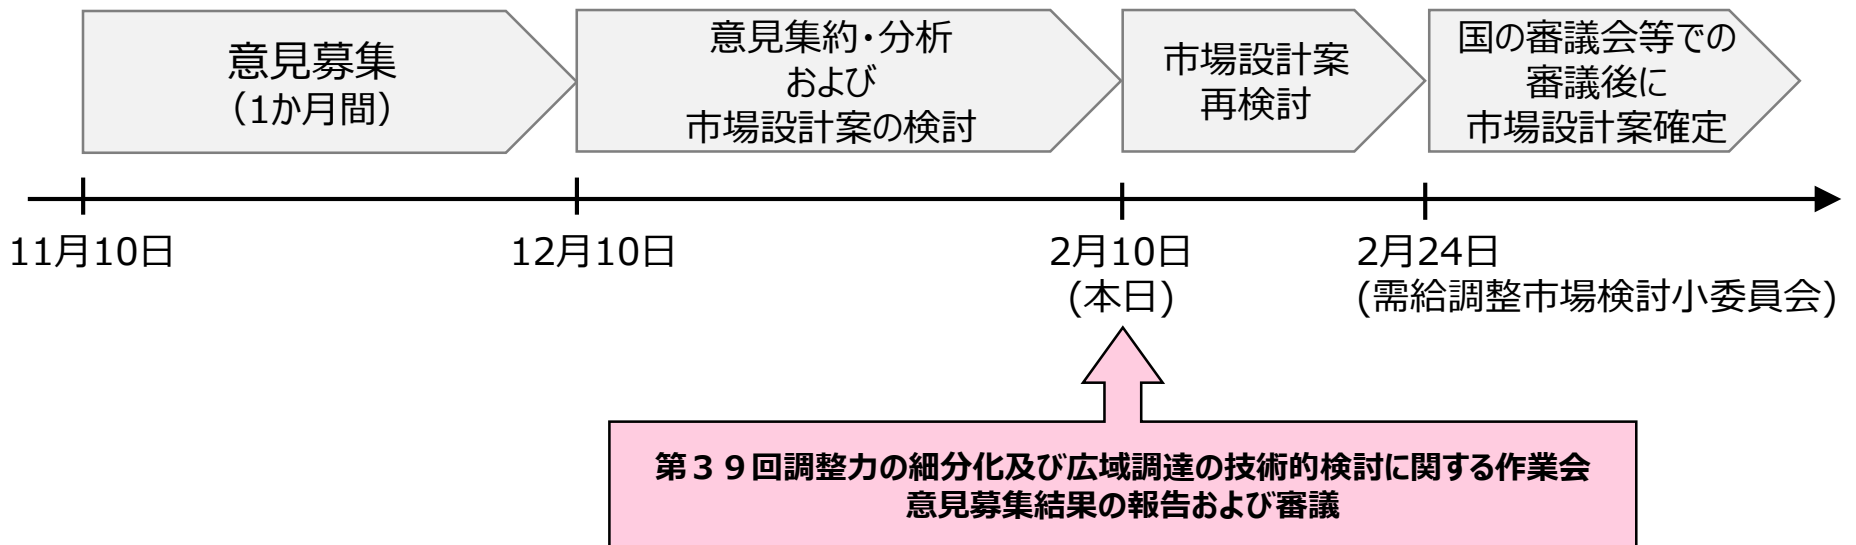 意見募集
（1か月間）
意見集約・分析
および
市場設計案の検討
市場設計案
再検討
国の審議会等での
審議後に
市場設計案確定
11月10日
12月10日
2月10日
(本日)
2月24日
(需給調整市場検討小委員会)
第３９回調整力の細分化及び広域調達の技術的検討に関する作業会
意見募集結果の報告および審議